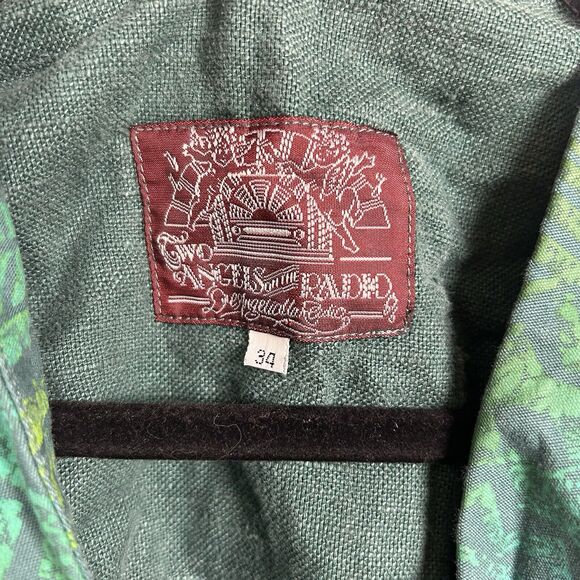 TWO
ANGELS ON THE RADIO
34